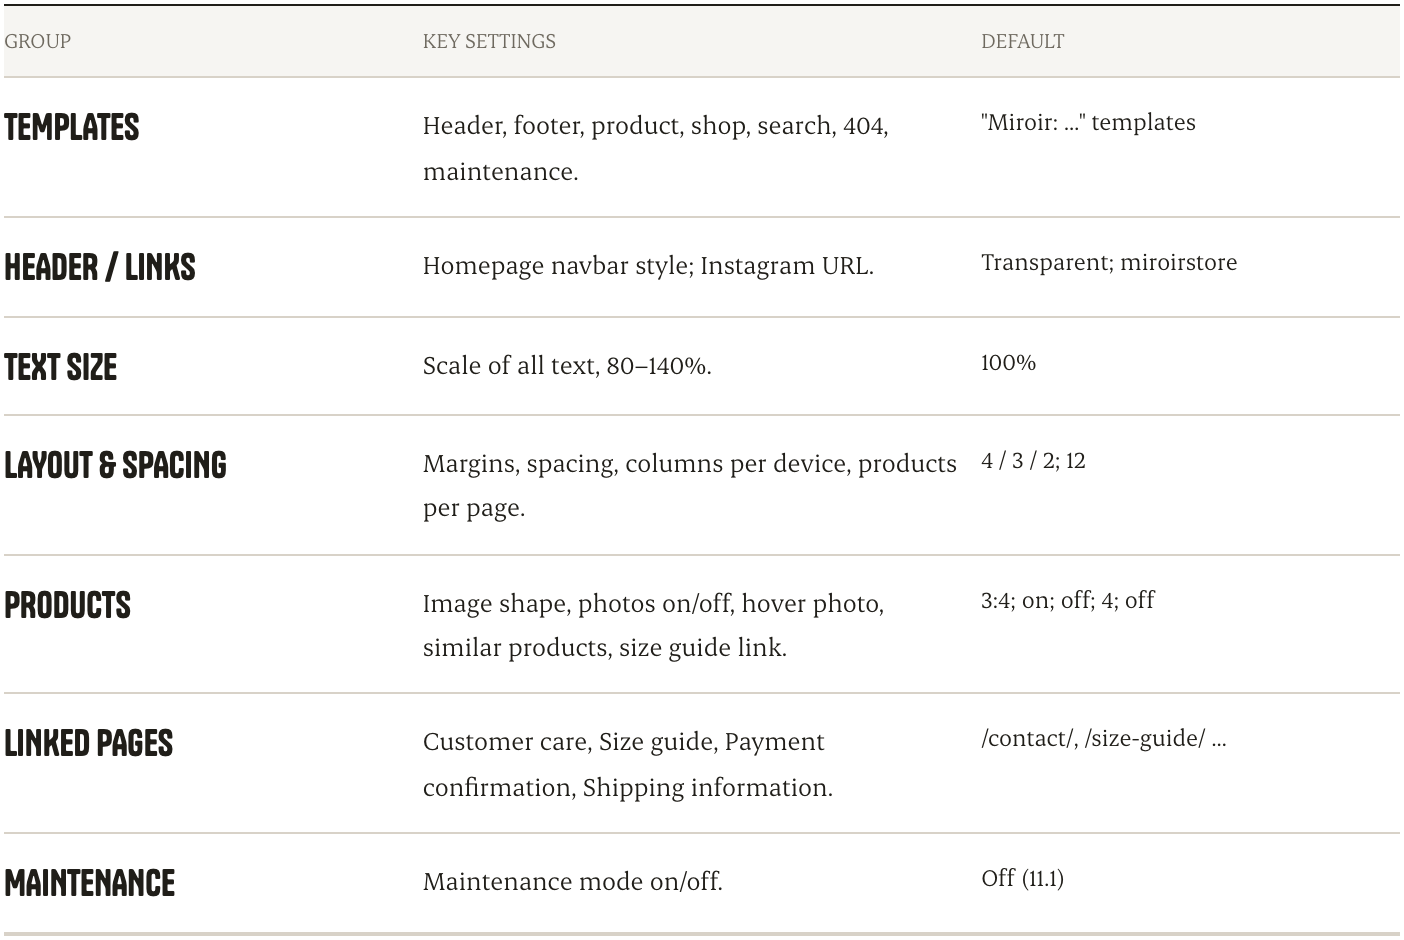 GROUP KEY SETTINGS DEFAULT
TEMPLATES Header, footer, product, shop, search, 404, "Miroir: ..." templates
maintenance.
HEADER / LINKS Homepage navbar style; Instagram URL. Transparent; miroirstore
TEXT SIZE Scale of all text, 80–140%. 100%
LAYOUT & SPACING Margins, spacing, columns per device, products 4 / 3 / 2; 12
per page.
PRODUCTS Image shape, photos on/off, hover photo, 3:4; on; off; 4; off
similar products, size guide link.
LINKED PAGES Customer care, Size guide, Payment /contact/, /size-guide/ ...
confirmation, Shipping information.
MAINTENANCE Maintenance mode on/off. Off (11.1)